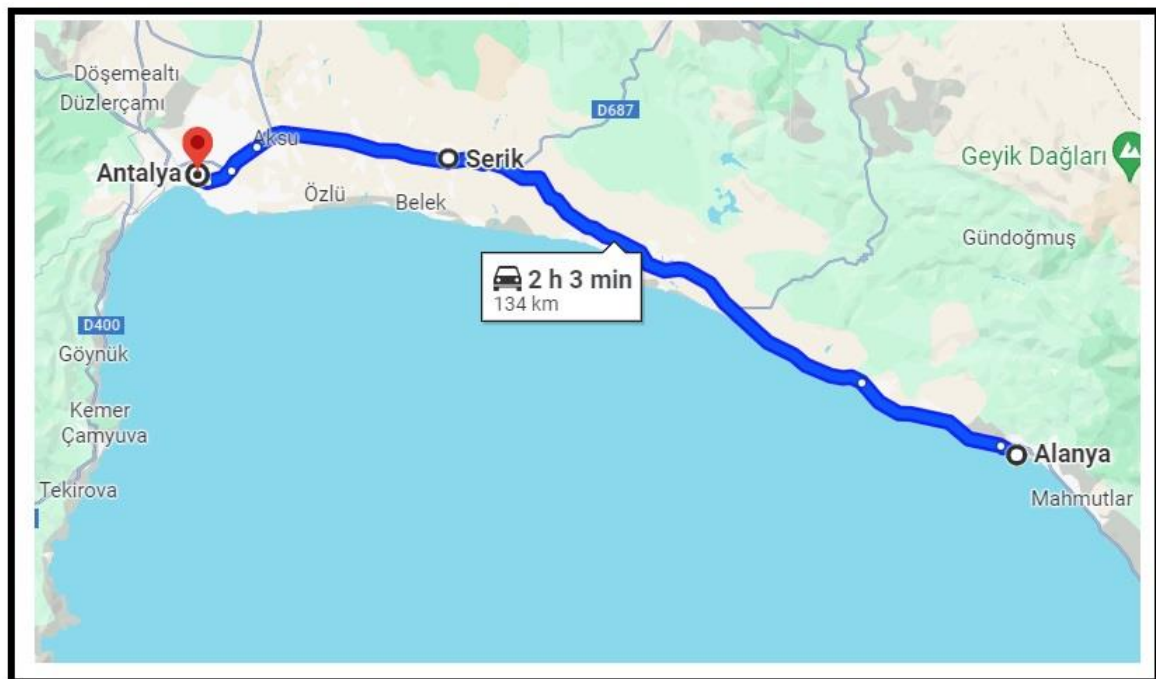 Döşemealtı
Düzlerçamı
D687
Aksu
Geyik Dağları
Antalya
Serik
Özlü
Belek
Gündoğmuş
2 h 3 min
134 km
D400
Göynük
Kemer
Çamyuva
Alanya
Tekirova
Mahmutlar